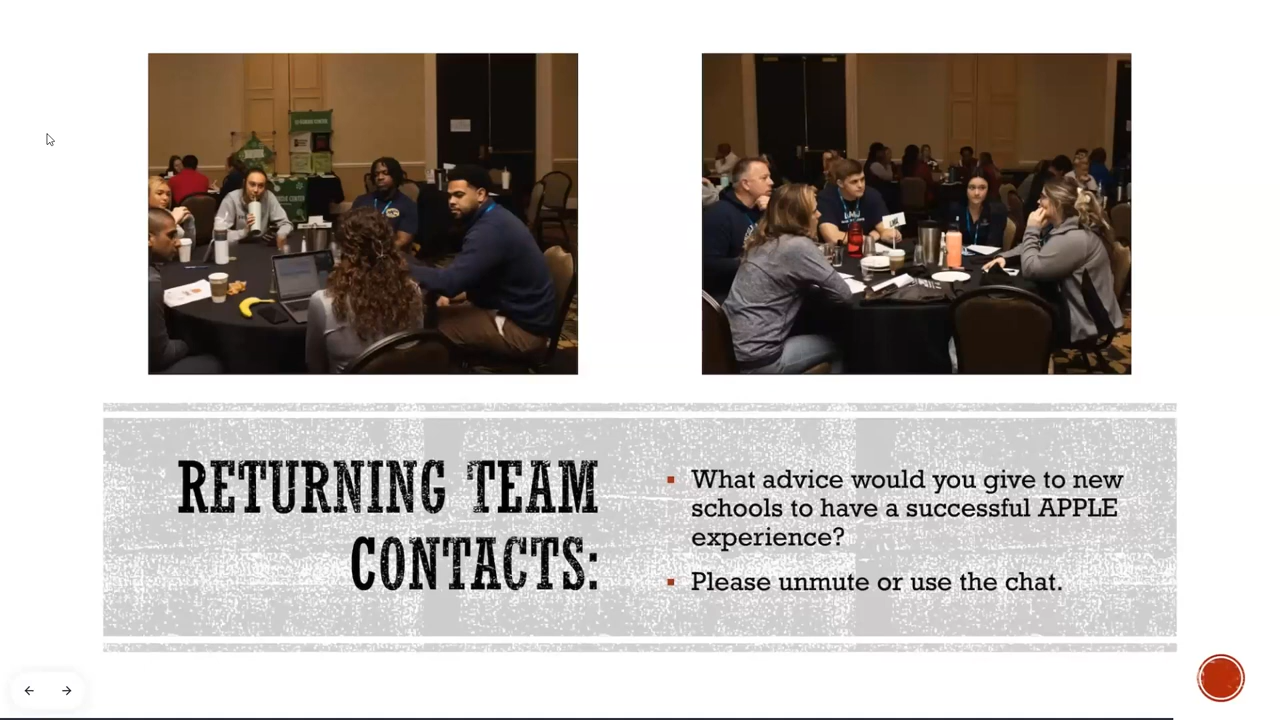 RETURNING TEAM
CONTACTS:
What advice would you give to new
schools to have a successful APPLE
experience?
Please unmute or use the chat.